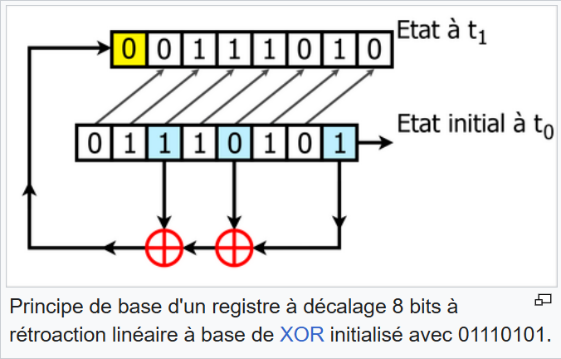 0 0 1 1 1 0 1 0 Etat à t1
0 1 1 1 0 1 0 1 Etat initial à t0
Principe de base d'un registre à décalage 8 bits à
rétroaction linéaire à base de XOR initialisé avec 01110101.